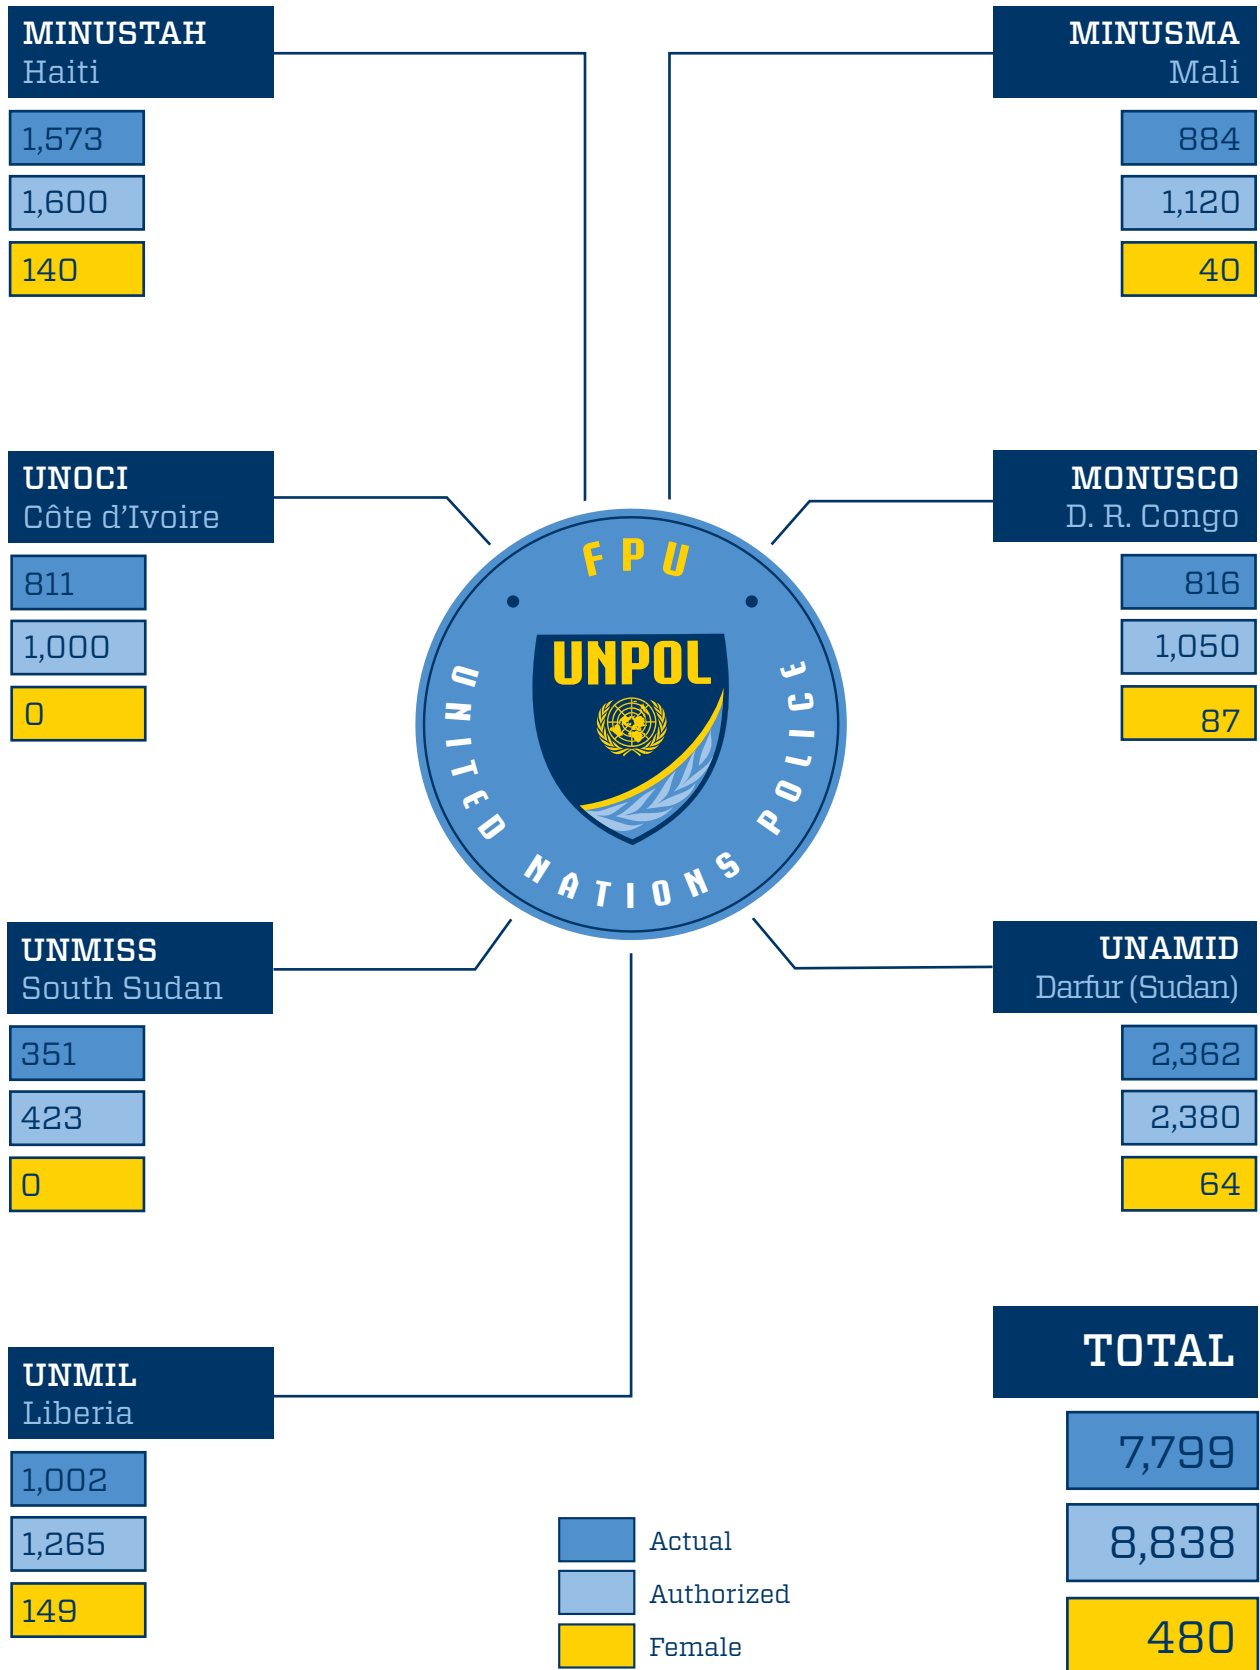 MINUSTAH
Haiti
1,573
1,600
140
MINUSMA
Mali
884
1,120
40
UNOCI
Côte d'Ivoire
811
1,000
0
MONUSCO
D. R. Congo
816
1,050
87
FPU
UNPOL
UNITED NATIONS POLICE
UNMISS
South Sudan
351
423
0
UNAMID
Darfur (Sudan)
2,362
2,380
64
UNMIL
Liberia
1,002
1,265
149
Actual
Authorized
Female
TOTAL
7,799
8,838
480